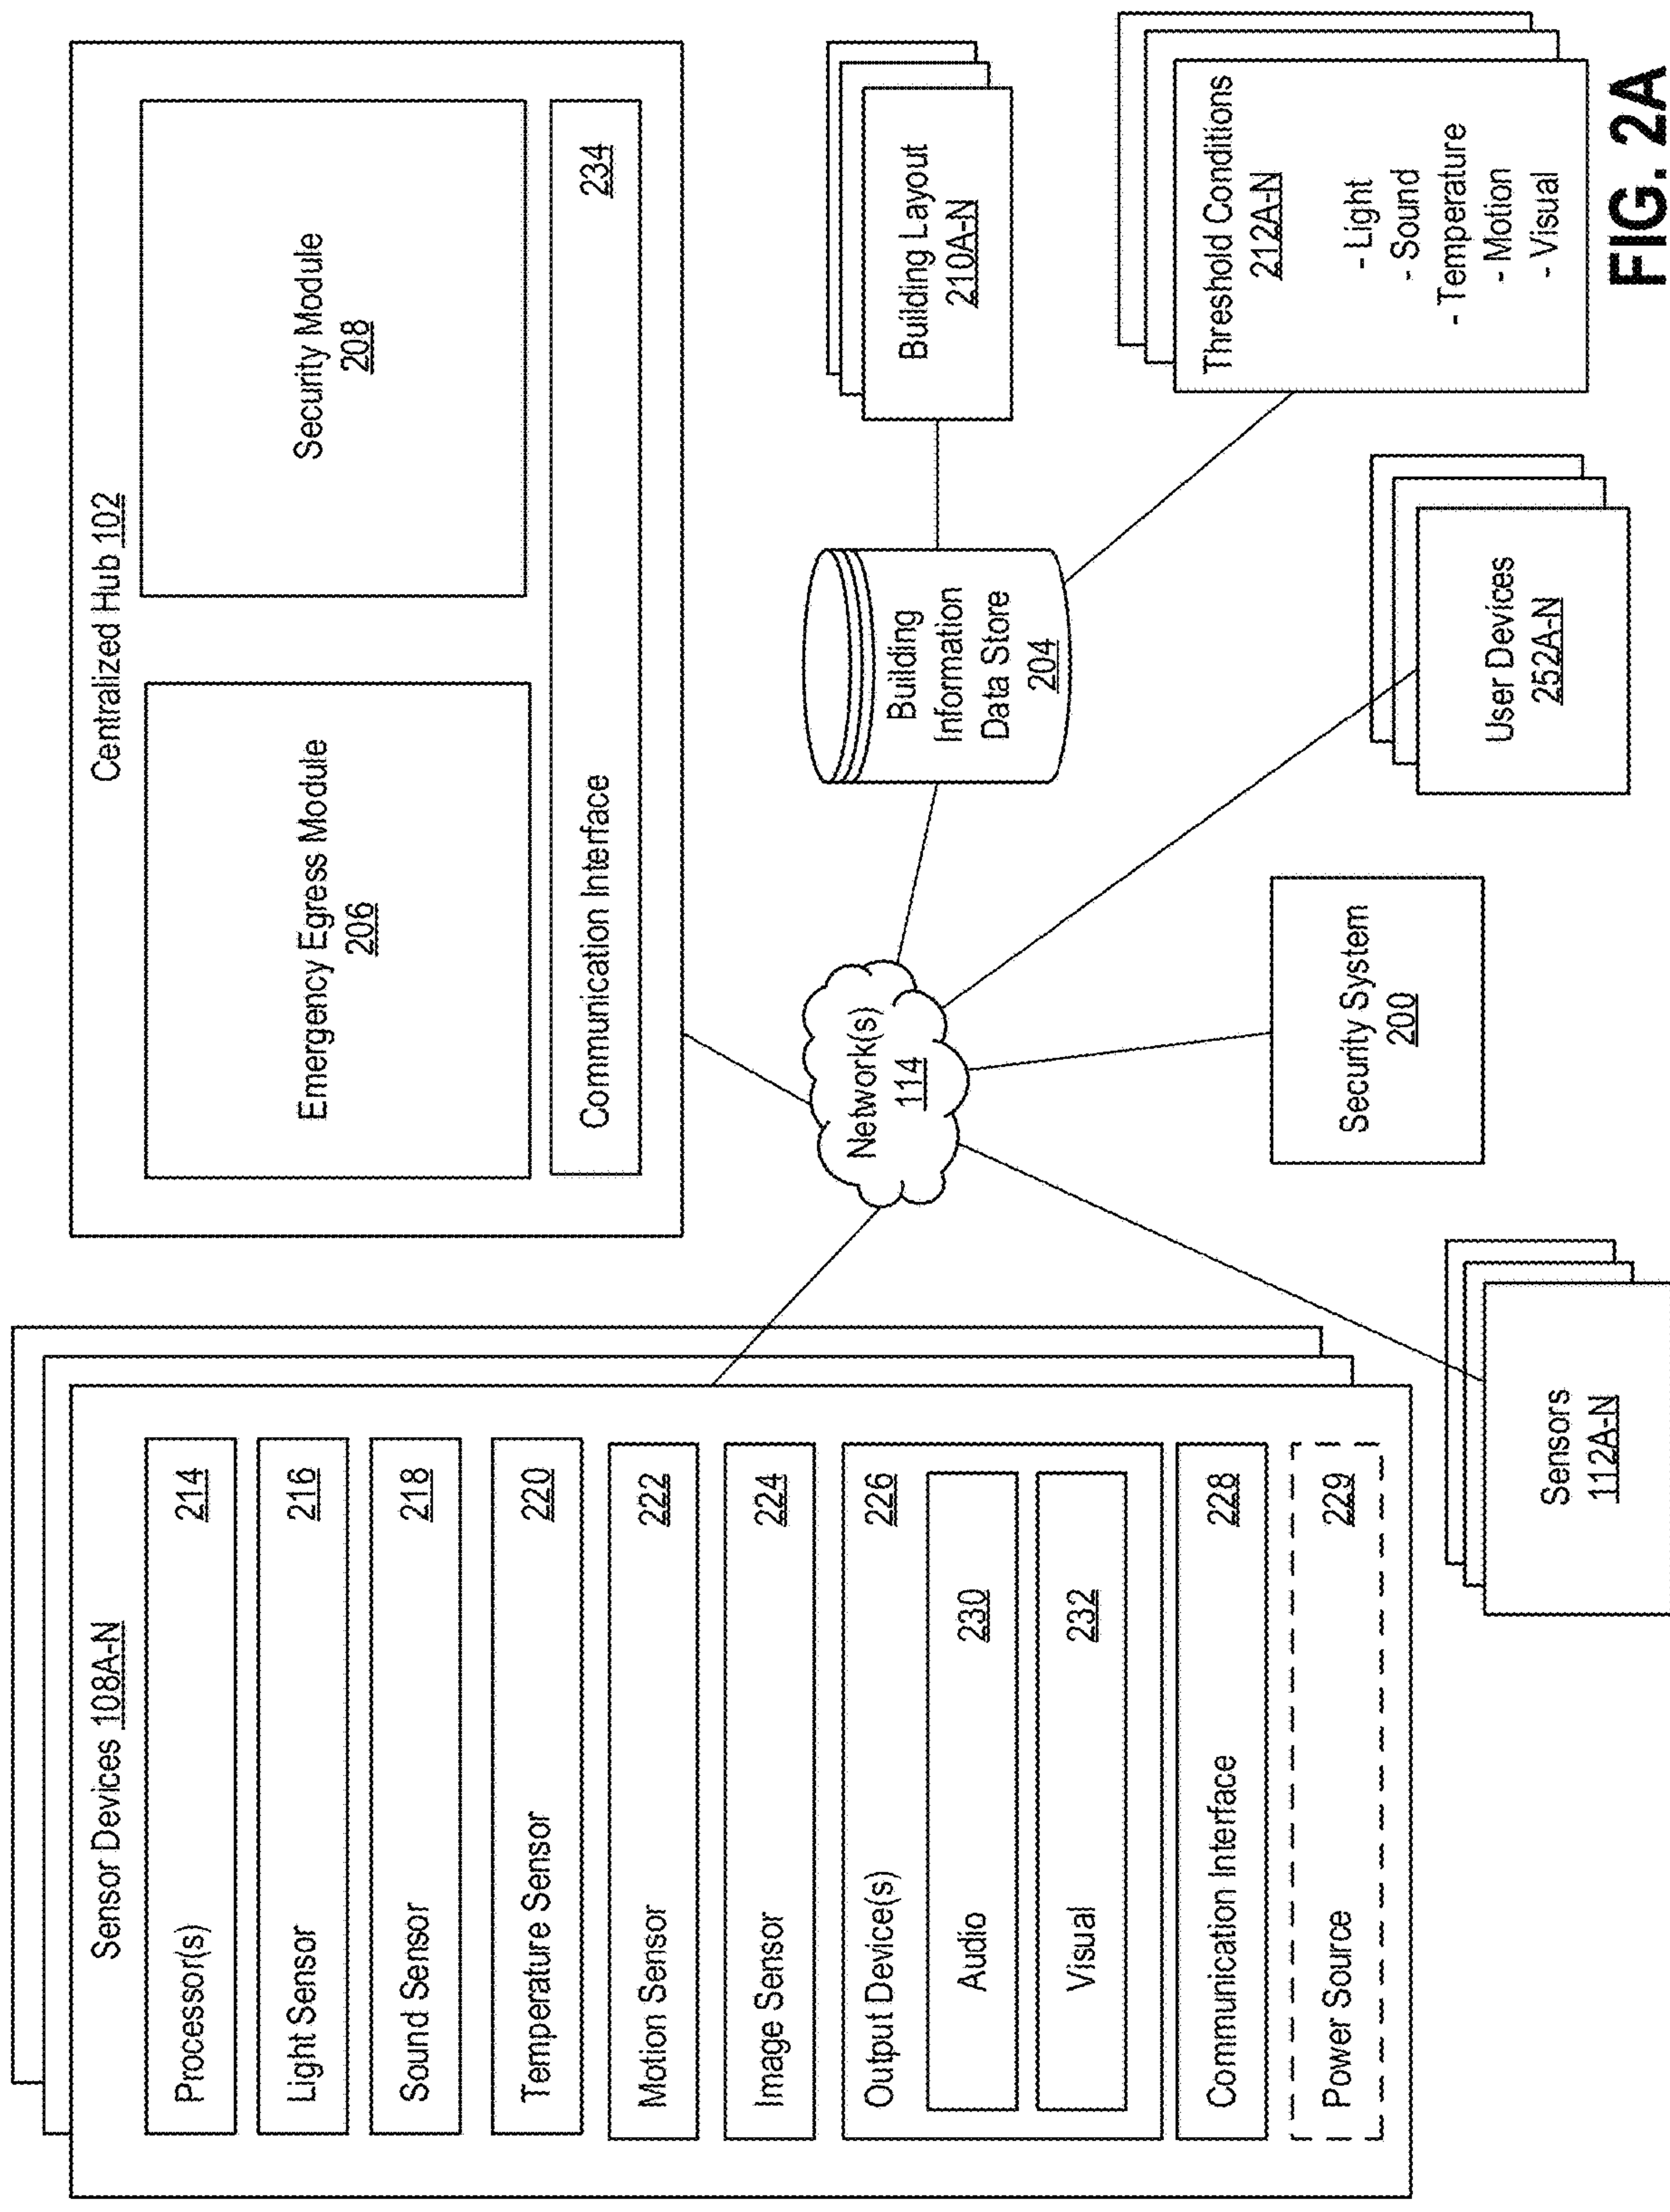 Sensor Devices 108A-N
Processor(s) 214
Light Sensor 216
Sound Sensor 218
Temperature Sensor 220
Motion Sensor 222
Image Sensor 224
Output Device(s) 226
Audio 230
Visual 232
Communication Interface 228
Power Source 229
Centralized Hub 102
Emergency Egress Module
206
Security Module
208
Communication Interface 234
Network(s)
114
Building
Information
Data Store
204
Building Layout
210A-N
Threshold Conditions
212A-N
- Light
- Sound
- Temperature
- Motion
- Visual
Sensors
112A-N
Security System
200
User Devices
252A-N
FIG. 2A